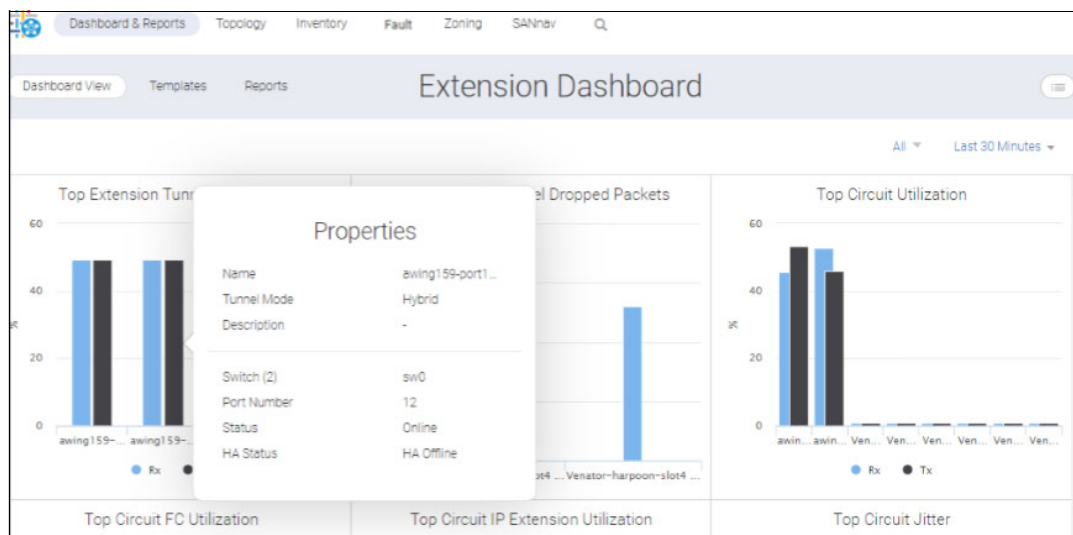 Dashboard & Reports Topology Inventory Fault Zoning SANnav
Dashboard View Templates Reports Extension Dashboard
All Last 30 Minutes
Top Extension Tunn
el Dropped Packets
Top Circuit Utilization
Properties
Name awing159-port1...
Tunnel Mode Hybrid
Description -
Switch (2) sw0
Port Number 12
Status Online
HA Status HA Offline
60
40
%
20
0
awing159-... awing159-...
Rx
ot4 ... Venator-harpoon-slot4 ...
60
40
%
20
0
awin... awin... Ven... Ven... Ven... Ven... Ven...
Rx Tx
Top Circuit FC Utilization
Top Circuit IP Extension Utilization
Top Circuit Jitter